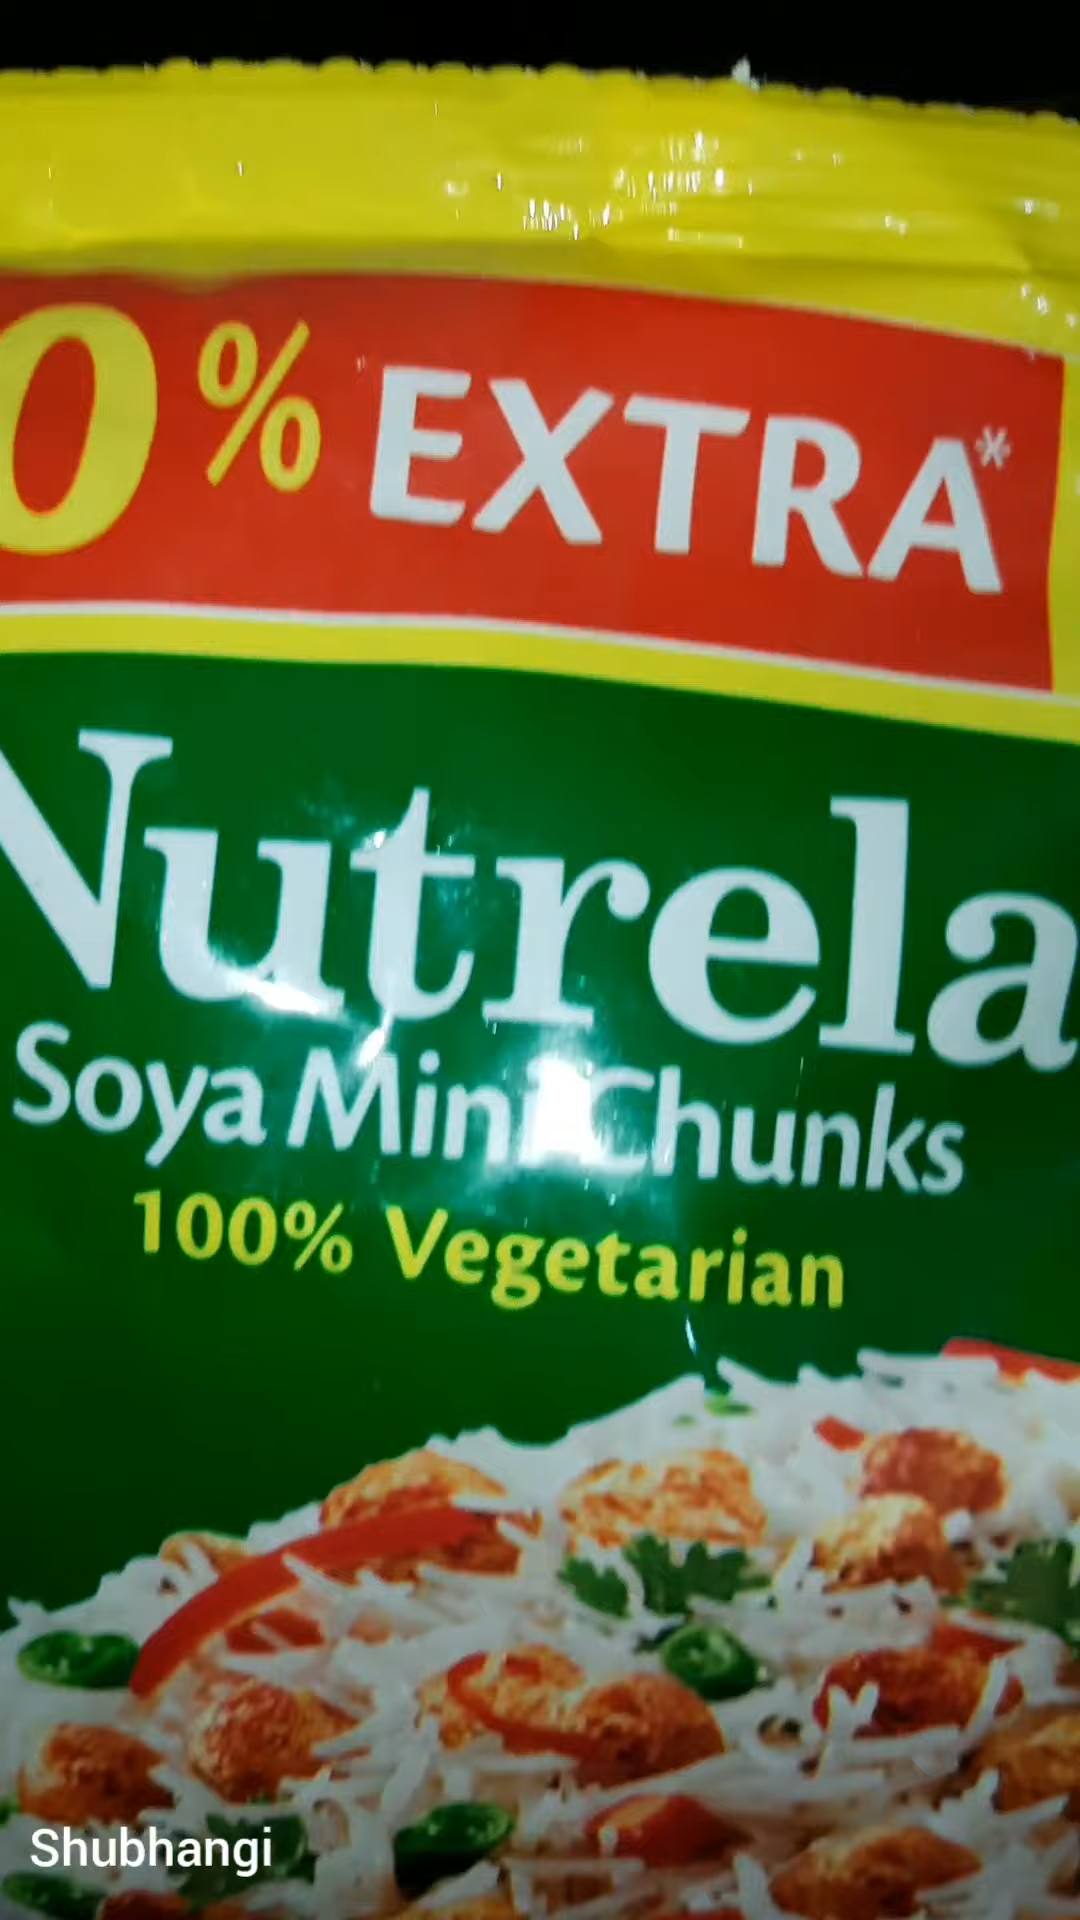 0% EXTRA*
Nutrela
Soya Mini Chunks
100% Vegetarian
Shubhangi